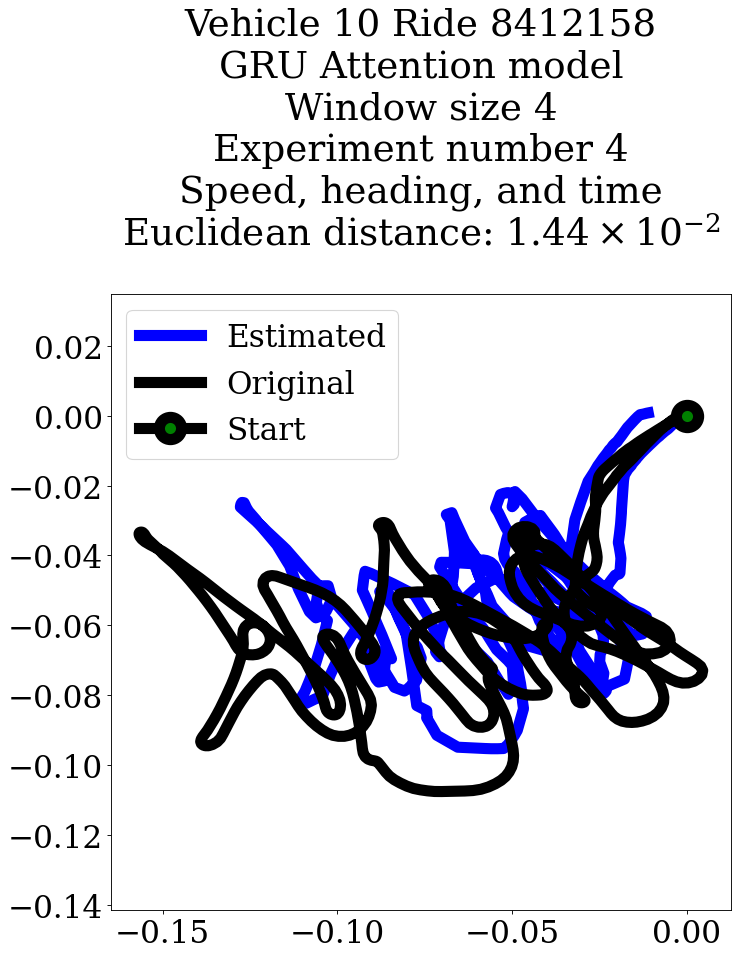 Vehicle 10 Ride 8412158
GRU Attention model
Window size 4
Experiment number 4
Speed, heading, and time
Euclidean distance: 1.44 × 10⁻²
Estimated
Original
Start
0.02
0.00
−0.02
−0.04
−0.06
−0.08
−0.10
−0.12
−0.14
−0.15
−0.10
−0.05
0.00